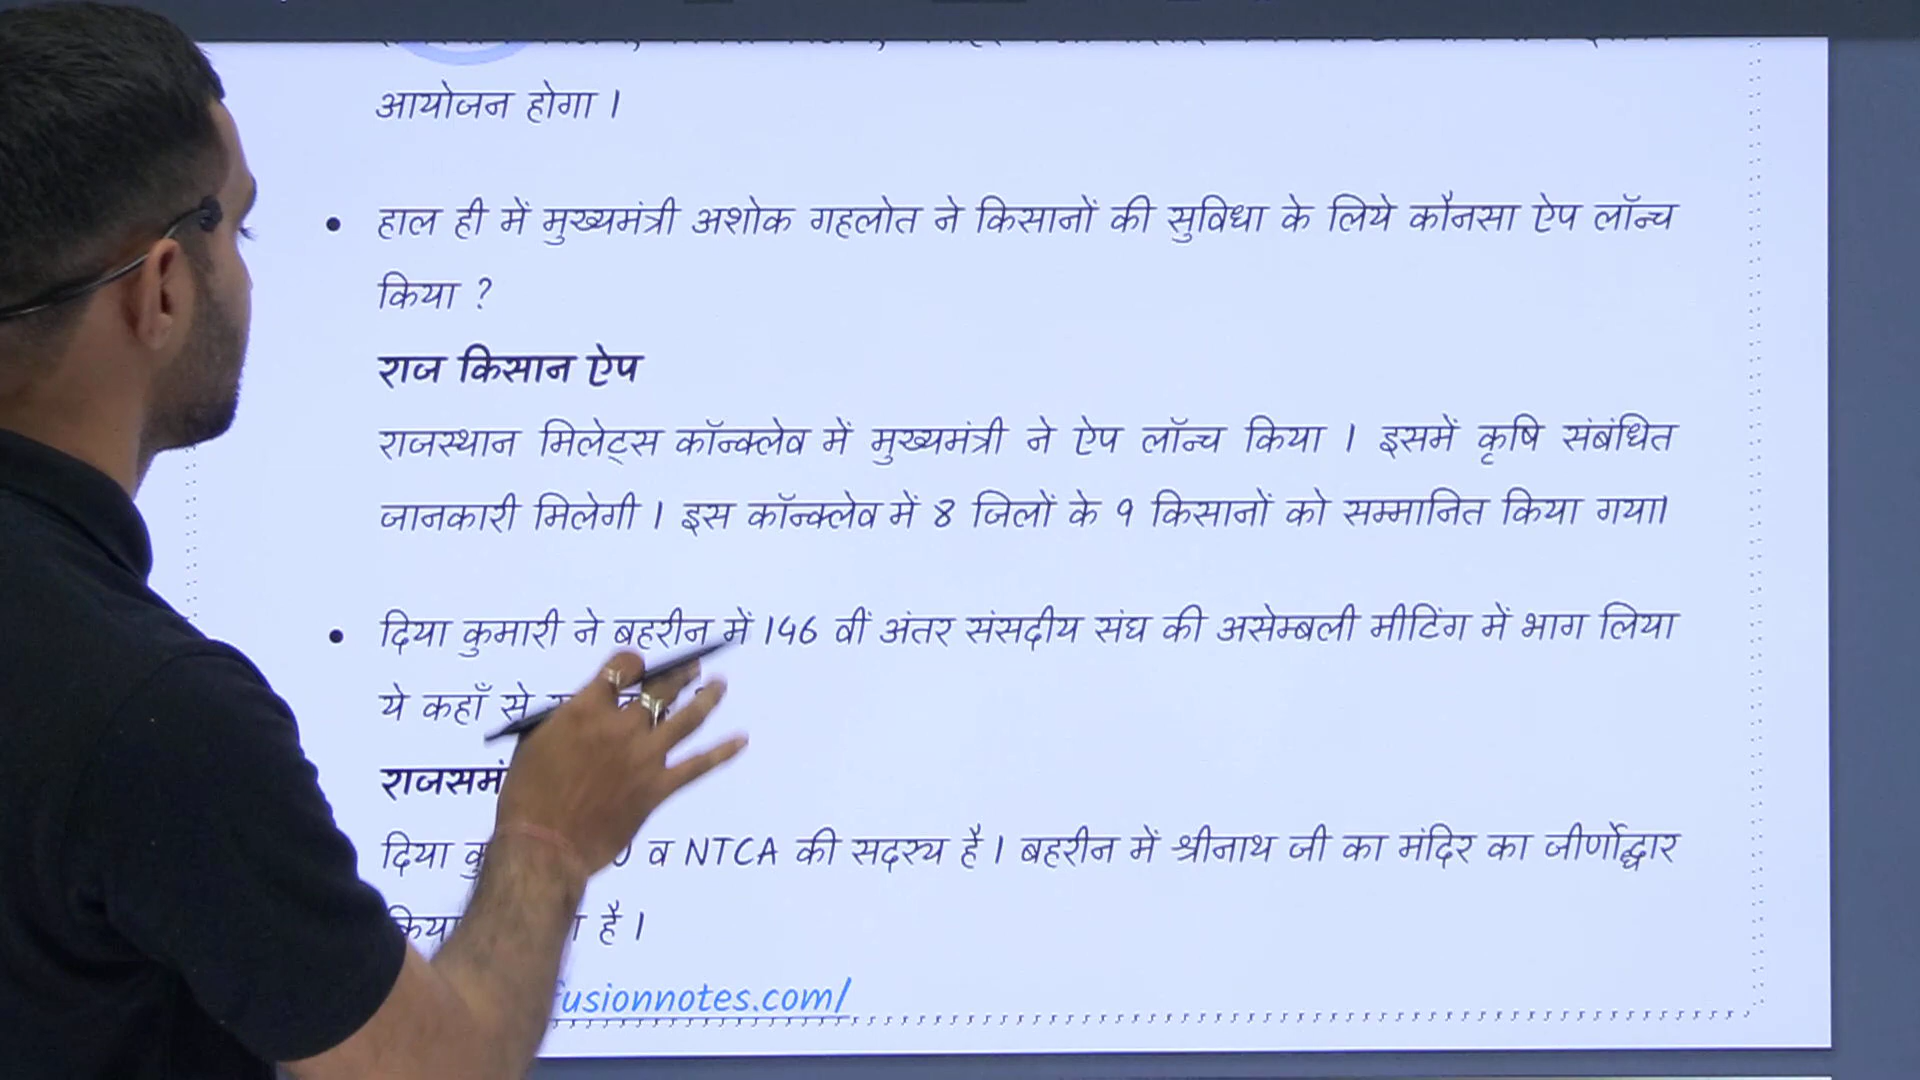 आयोजन होगा ।
• हाल ही में मुख्यमंत्री अशोक गहलोत ने किसानों की सुविधा के लिये कौनसा ऐप लॉन्च
किया ?
राज किसान ऐप
राजस्थान मिलेट्स कॉन्क्लेव में मुख्यमंत्री ने ऐप लॉन्च किया । इसमें कृषि संबंधित
जानकारी मिलेगी । इस कॉन्क्लेव में 8 जिलों के 9 किसानों को सम्मानित किया गया।
• दिया कुमारी ने बहरीन में 146 वीं अंतर संसदीय संघ की असेम्बली मीटिंग में भाग लिया
ये कहाँ से
राजसमं
दिया कु व NTCA की सदस्य है । बहरीन में श्रीनाथ जी का मंदिर का जीर्णोद्धार
किया है ।
fusionnotes.com/